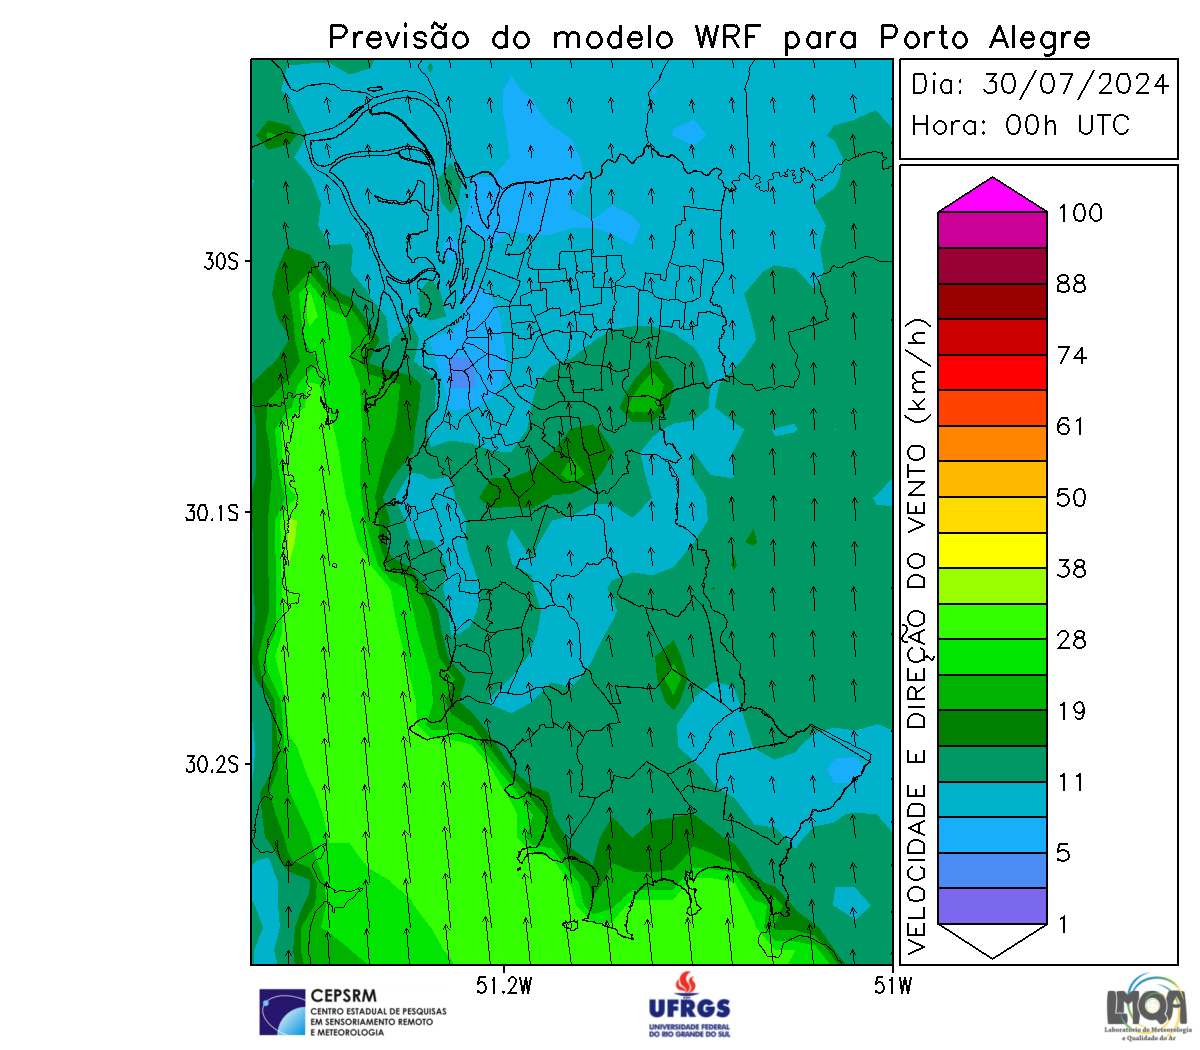 Previsão do modelo WRF para Porto Alegre
Dia: 30/07/2024
Hora: 00h UTC
100
88
74
61
50
38
28
19
11
5
1
VELOCIDADE E DIREÇÃO DO VENTO (km/h)
30S
30.1S
30.2S
51.2W
51W
CEPSRM
CENTRO ESTADUAL DE PESQUISAS
EM SENSORIAMENTO REMOTO
E METEOROLOGIA
UFRGS
UNIVERSIDADE FEDERAL
DO RIO GRANDE DO SUL
LMQA
Laboratório de Meteorologia
e Qualidade do Ar